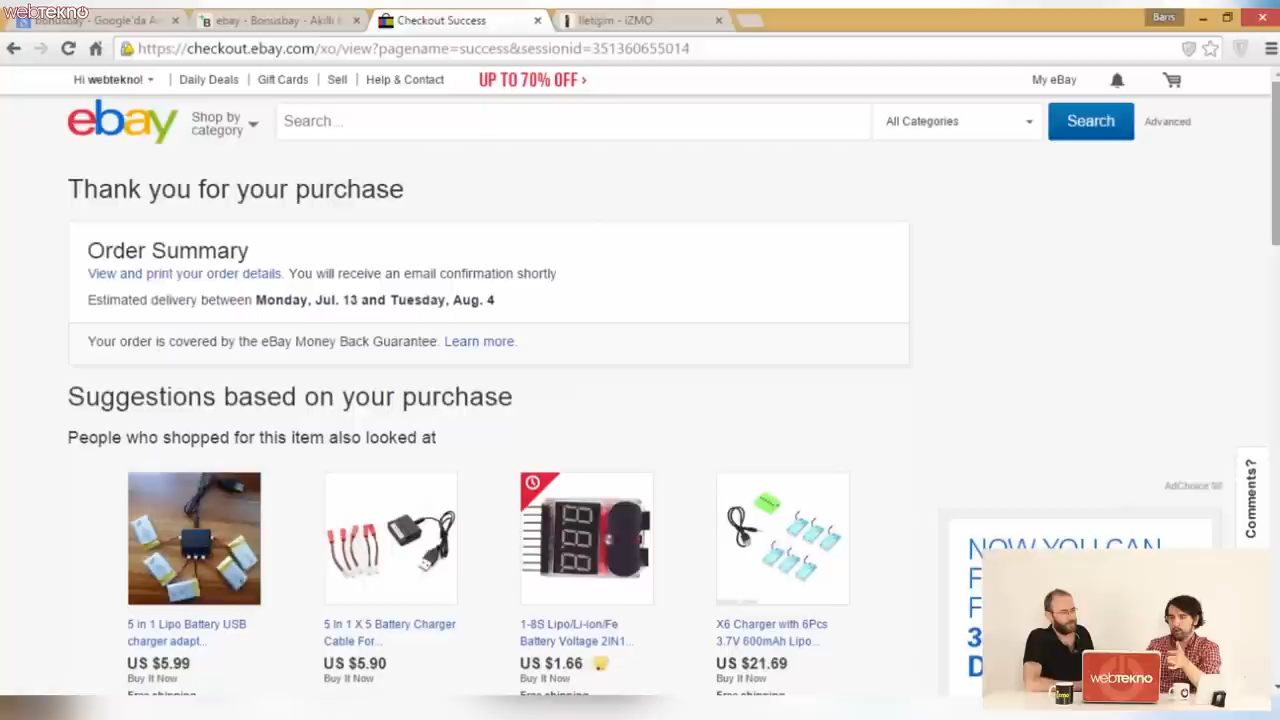 webtekno
ebay - Bonusbay - Akıllı
Checkout Success
İletişim - iZMO
Baris
https://checkout.ebay.com/xo/view?pagename=success&sessionid=351360655014
Hi webtekno!
Daily Deals
Gift Cards
Sell
Help & Contact
UP TO 70% OFF ›
My eBay
ebay
Shop by
category
Search...
All Categories
Search
Advanced
Thank you for your purchase
Order Summary
View and print your order details. You will receive an email confirmation shortly
Estimated delivery between Monday, Jul. 13 and Tuesday, Aug. 4
Your order is covered by the eBay Money Back Guarantee. Learn more.
Suggestions based on your purchase
People who shopped for this item also looked at
Comments?
AdChoice
NOW YOU CAN
5 in 1 Lipo Battery USB
charger adapt...
US $5.99
Buy It Now
Free shipping
5 In 1 X 5 Battery Charger
Cable For...
US $5.90
Buy It Now
1-8S Lipo/Li-ion/Fe
Battery Voltage 2IN1...
US $1.66
Buy It Now
Free shipping
X6 Charger with 6Pcs
3.7V 600mAh Lipo...
US $21.69
Buy It Now
Free shipping
webtekno